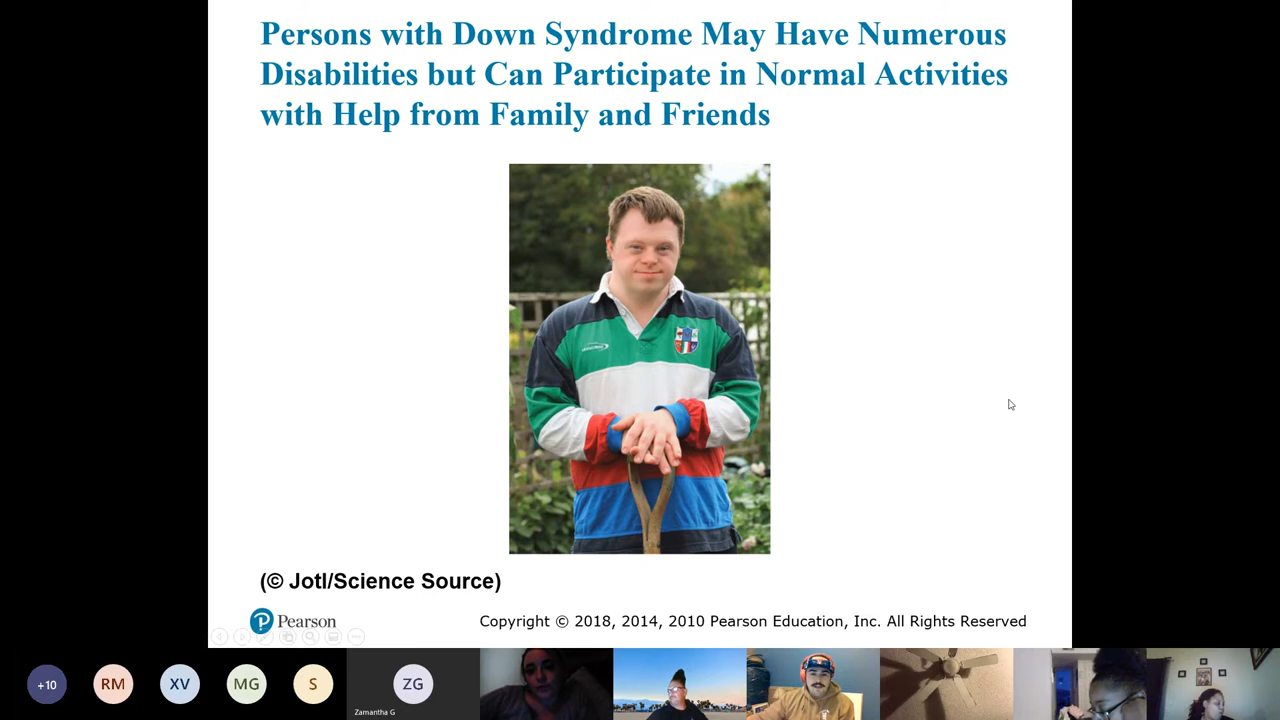 Persons with Down Syndrome May Have Numerous
Disabilities but Can Participate in Normal Activities
with Help from Family and Friends
(© Jotl/Science Source)
P Pearson
Copyright © 2018, 2014, 2010 Pearson Education, Inc. All Rights Reserved
+10
RM
XV
MG
S
ZG
Zamantha G